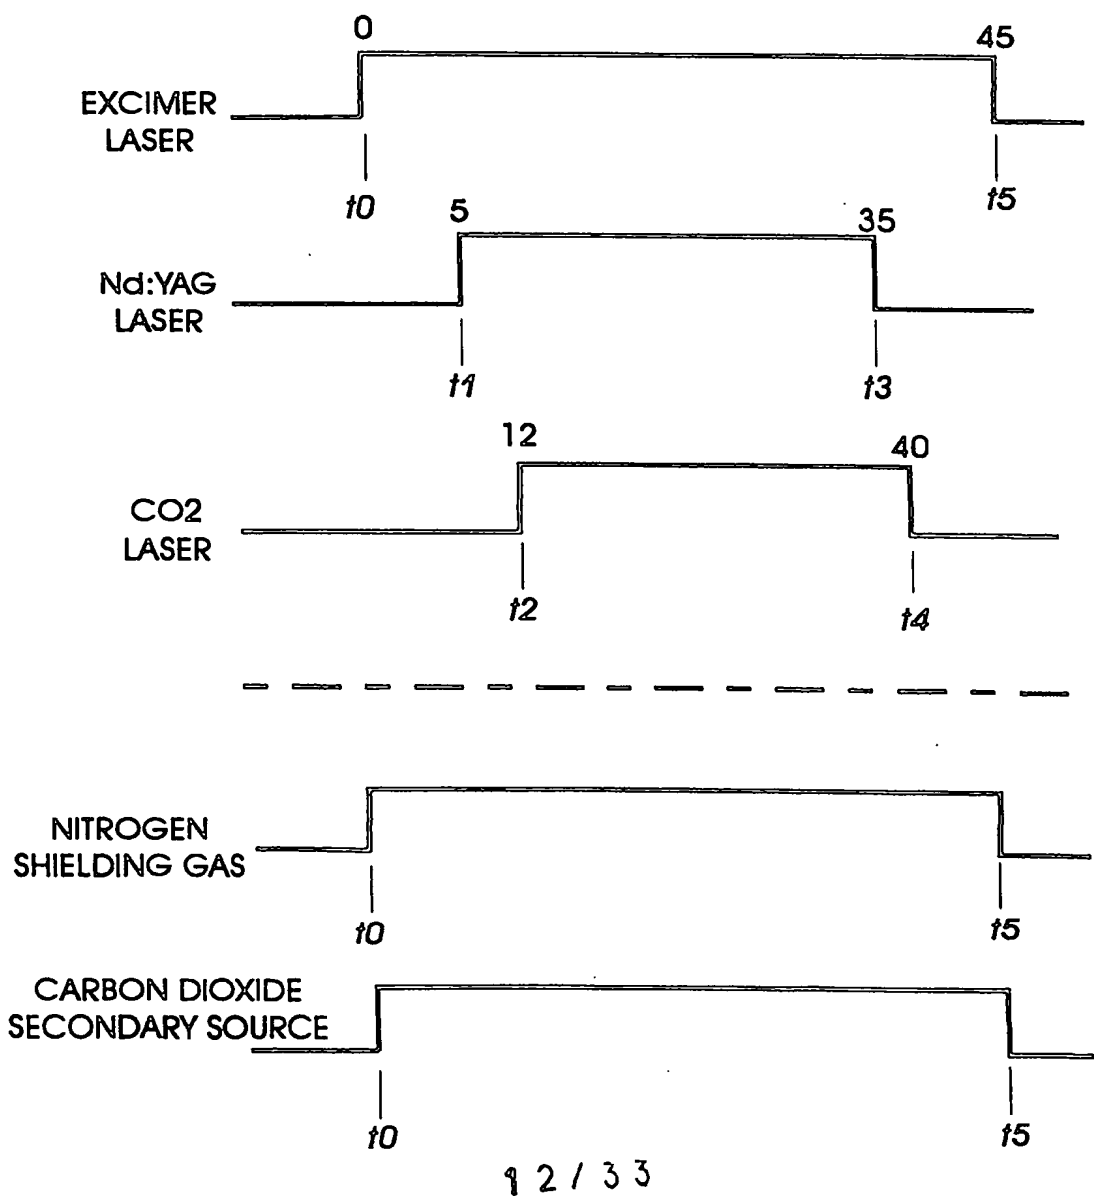 0 45
EXCIMER
LASER
t0 t5
5 35
Nd:YAG
LASER
t1 t3
12 40
CO2
LASER
t2 t4
NITROGEN
SHIELDING GAS
t0 t5
CARBON DIOXIDE
SECONDARY SOURCE
t0 t5
12/33